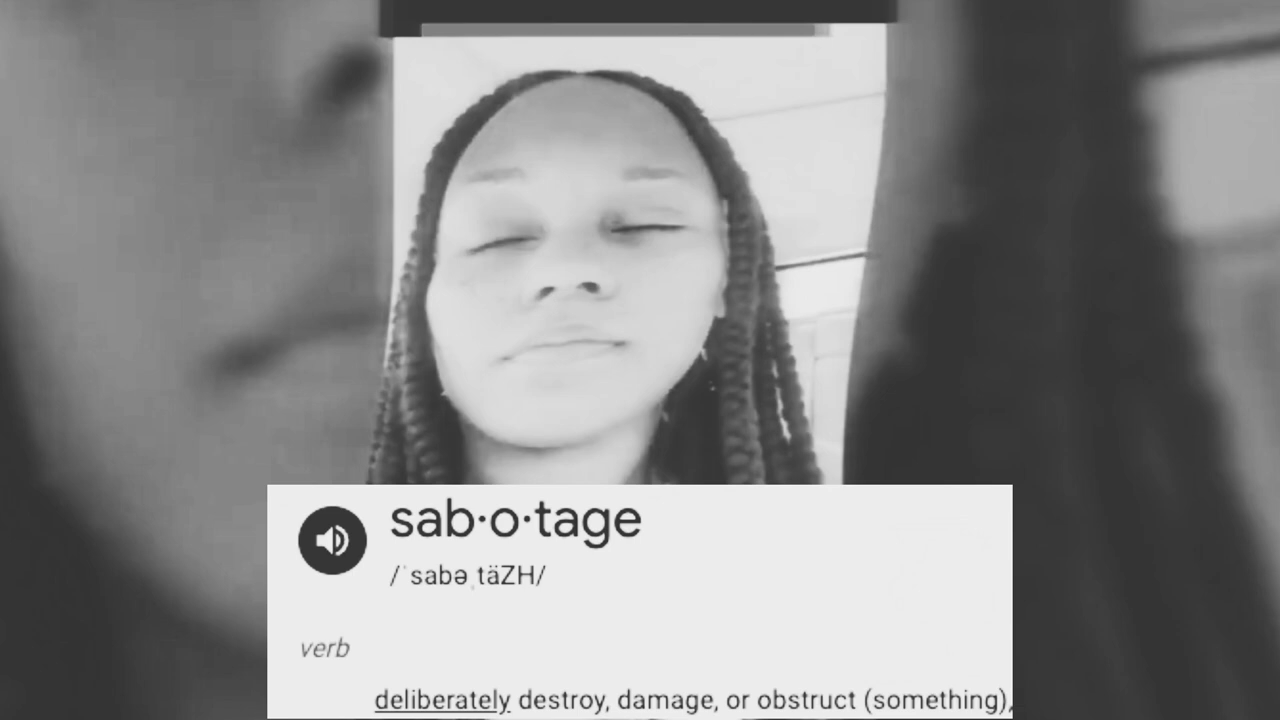 sab·o·tage
/ˈsabəˌtäZH/
verb
deliberately destroy, damage, or obstruct (something),